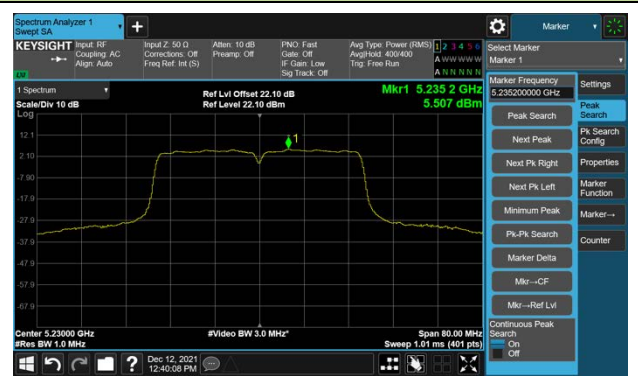 Spectrum Analyzer 1
Swept SA
+
Marker
KEYSIGHT
Input: RF
Coupling: AC
Align: Auto
Input Z: 50 Ω
Corrections: Off
Freq Ref: Int (S)
Atten: 10 dB
Preamp: Off
PNO: Fast
Gate: Off
IF Gain: Low
Sig Track: Off
Avg Type: Power (RMS)
Avg|Hold: 400/400
Trig: Free Run
1 2 3 4 5 6
A W W W W W
A N N N N N
LXI
Select Marker
Marker 1
1 Spectrum
Scale/Div 10 dB
Log
Ref Lvl Offset 22.10 dB
Ref Level 22.10 dBm
Mkr1 5.235 2 GHz
5.507 dBm
12.1
2.10
-7.90
-17.9
-27.9
-37.9
-47.9
-57.9
-67.9
1
Center 5.23000 GHz
#Res BW 1.0 MHz
#Video BW 3.0 MHz*
Span 80.00 MHz
Sweep 1.01 ms (401 pts)
Marker Frequency
5.235200000 GHz
Peak Search
Next Peak
Next Pk Right
Next Pk Left
Minimum Peak
Pk-Pk Search
Marker Delta
Mkr→CF
Mkr→Ref Lvl
Continuous Peak
Search
On
Off
Settings
Peak
Search
Pk Search
Config
Properties
Marker
Function
Marker→
Counter
?
Dec 12, 2021
12:40:08 PM